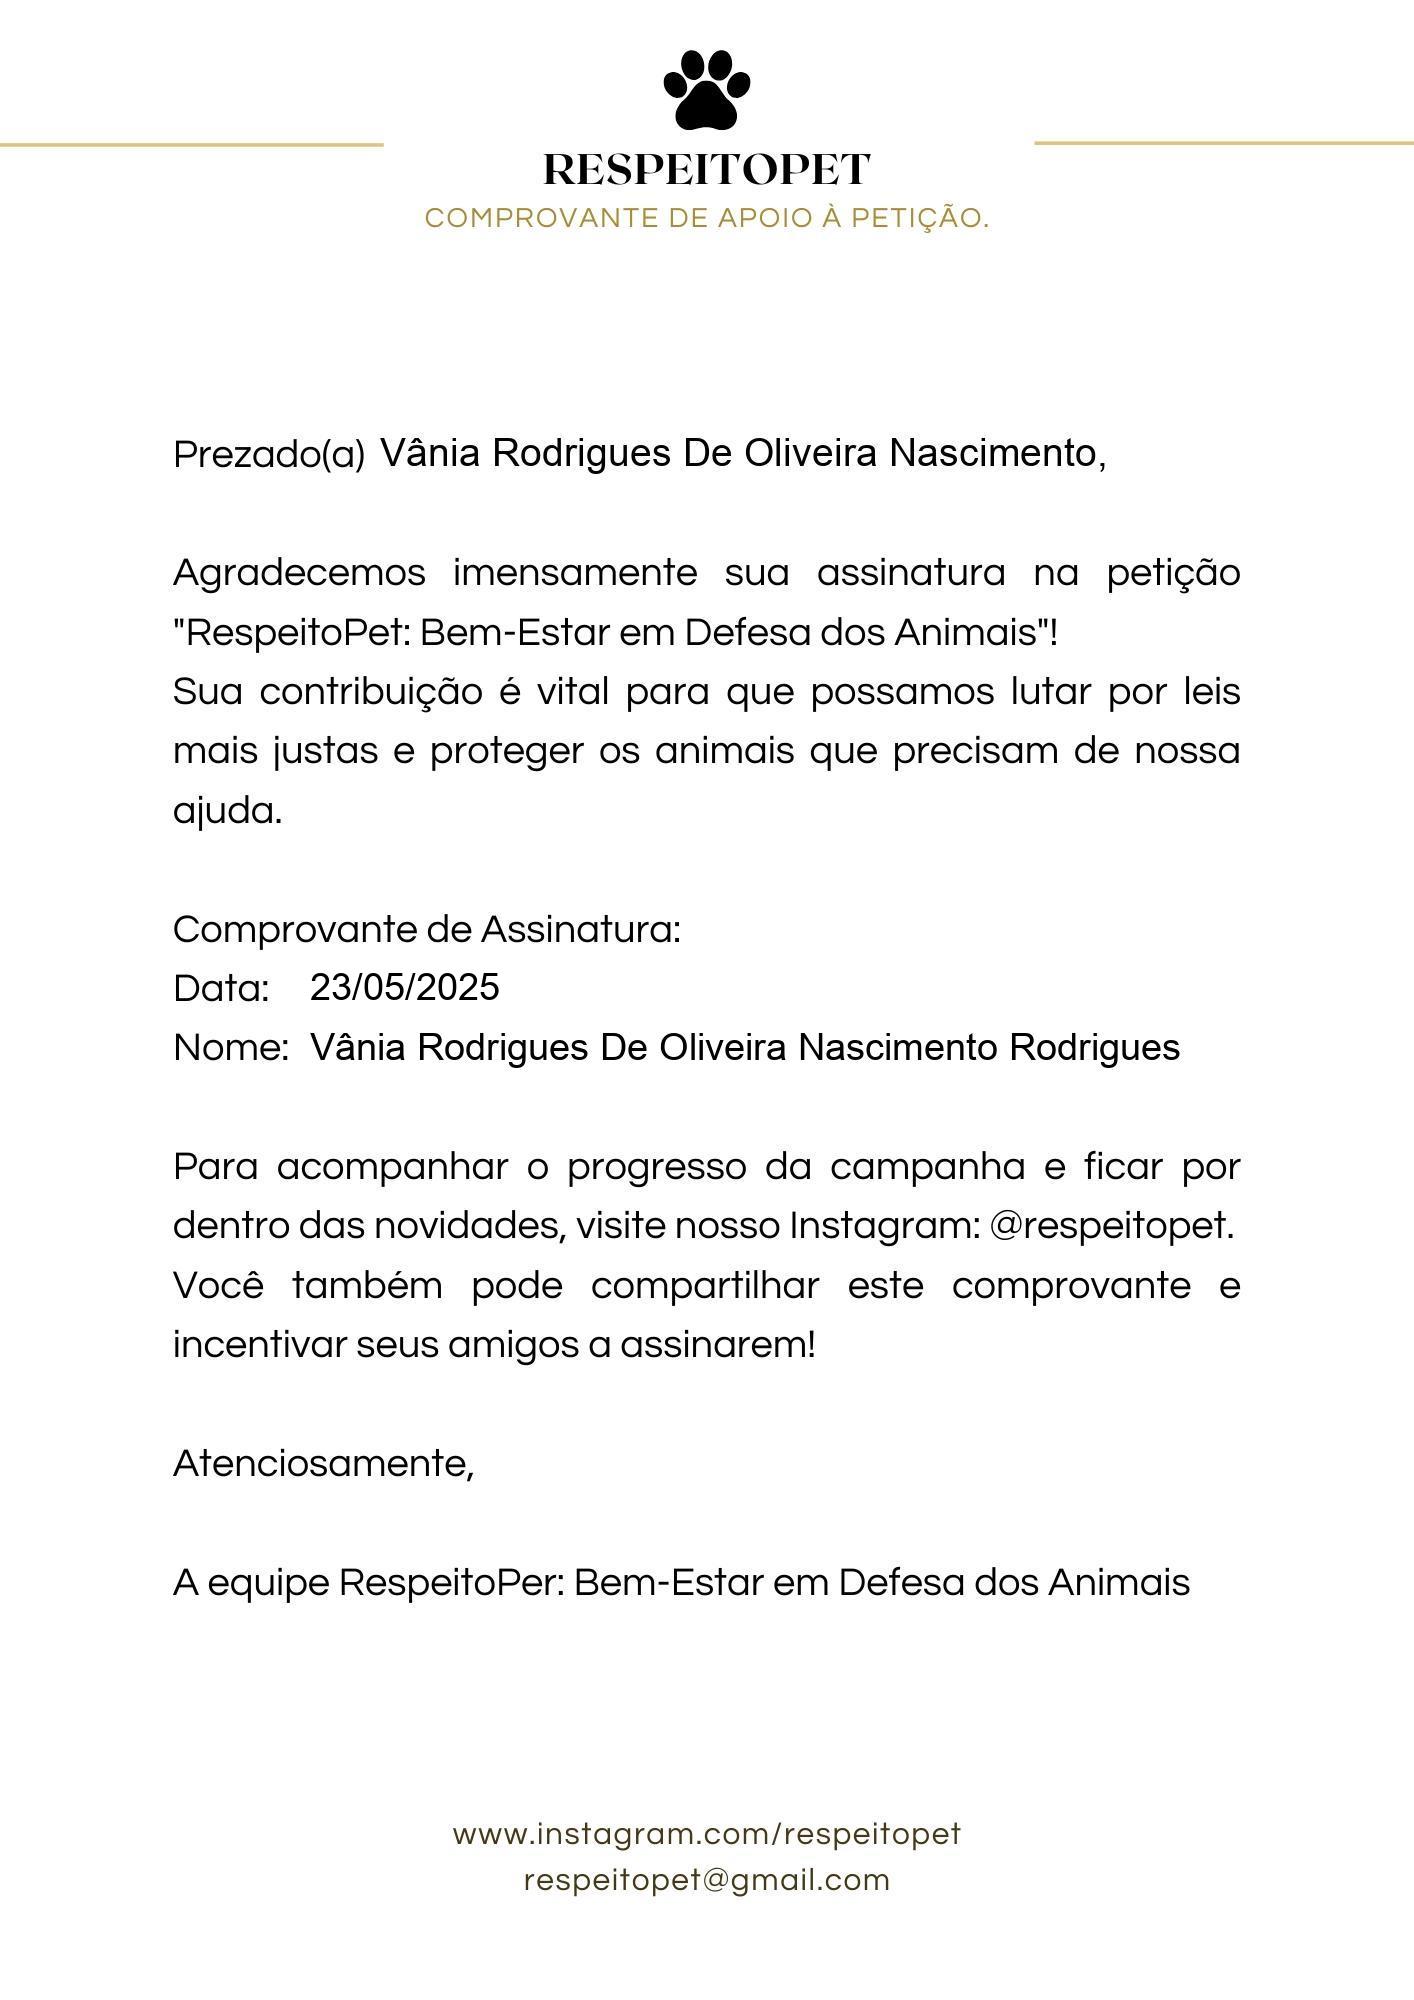 RESPEITOPET
COMPROVANTE DE APOIO À PETIÇÃO.
Prezado(a) Vânia Rodrigues De Oliveira Nascimento,
Agradecemos imensamente sua assinatura na petição
"RespeitoPet: Bem-Estar em Defesa dos Animais"!
Sua contribuição é vital para que possamos lutar por leis
mais justas e proteger os animais que precisam de nossa
ajuda.
Comprovante de Assinatura:
Data: 23/05/2025
Nome: Vânia Rodrigues De Oliveira Nascimento Rodrigues
Para acompanhar o progresso da campanha e ficar por
dentro das novidades, visite nosso Instagram: @respeitopet.
Você também pode compartilhar este comprovante e
incentivar seus amigos a assinarem!
Atenciosamente,
A equipe RespeitoPer: Bem-Estar em Defesa dos Animais
www.instagram.com/respeitopet
respeitopet@gmail.com